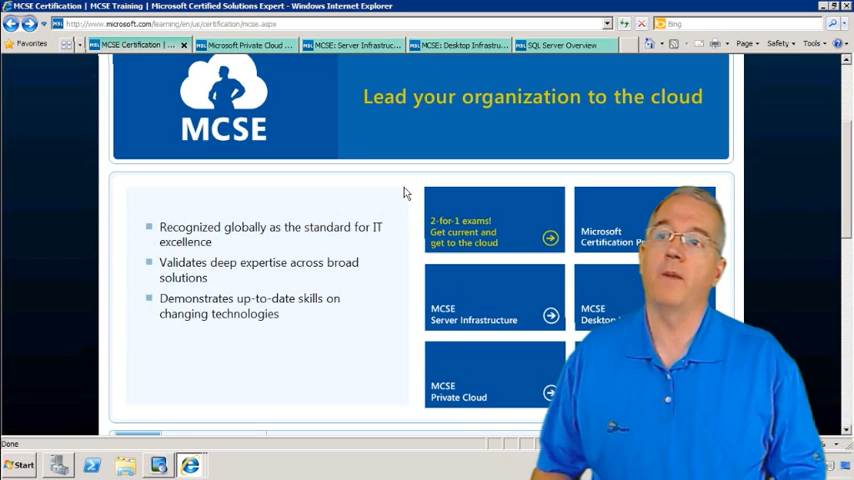 MCSE Certification | MCSE Training | Microsoft Certified Solutions Expert - Windows Internet Explorer
http://www.microsoft.com/learning/en/us/certification/mcse.aspx
Bing
Favorites
MCSE Certification | ...
Microsoft Private Cloud ...
MCSE: Server Infrastruc...
MCSE: Desktop Infrastru...
SQL Server Overview
Page
Safety
Tools
MCSE
Lead your organization to the cloud
Recognized globally as the standard for IT
excellence
Validates deep expertise across broad
solutions
Demonstrates up-to-date skills on
changing technologies
2-for-1 exams!
Get current and
get to the cloud
Microsoft
Certification
MCSE
Server Infrastructure
MCSE
Desktop
MCSE
Private Cloud
Done
Start